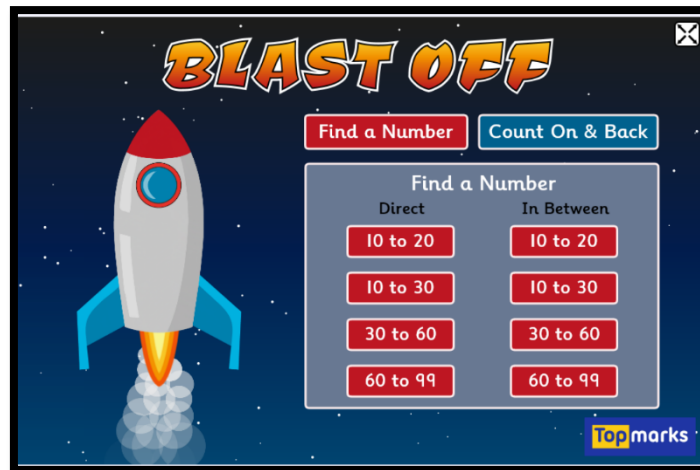 BLAST OFF
Find a Number Count On & Back
Find a Number
Direct In Between
10 to 20 10 to 20
10 to 30 10 to 30
30 to 60 30 to 60
60 to 99 60 to 99
Topmarks